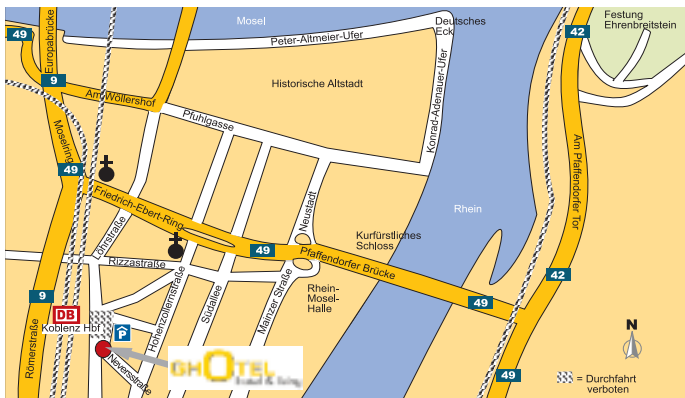 Mosel
Deutsches
Eck
Festung
Ehrenbreitstein
49
Europabrücke
Peter-Altmeier-Ufer
42
9
Historische Altstadt
Konrad-Adenauer-Ufer
Am Wöllershof
Pfuhlgasse
Moselring
49
Am Pfaffendorfer Tor
Friedrich-Ebert-Ring
Neustadt
Rhein
Löhrstraße
Kurfürstliches
Schloss
49
Pfaffendorfer Brücke
Rizzastraße
42
9
Hohenzollernstraße
Südallee
Mainzer Straße
Rhein-
Mosel-
Halle
49
DB
Koblenz Hbf
P
N
Römerstraße
Neversstraße
GHOTEL
hotel & living
49
= Durchfahrt
verboten